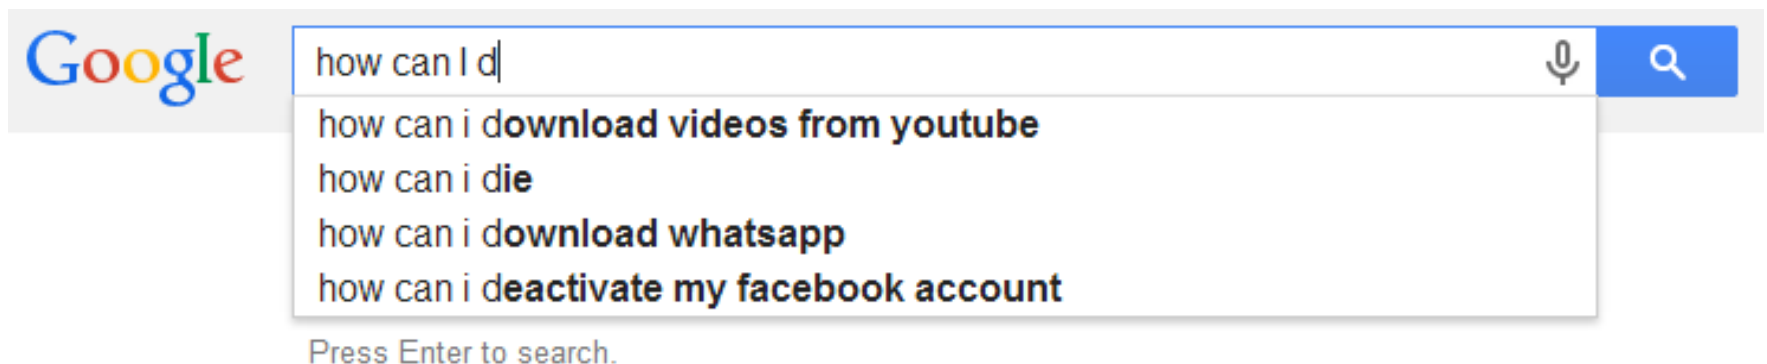 Google
how can I d
how can i download videos from youtube
how can i die
how can i download whatsapp
how can i deactivate my facebook account
Press Enter to search.